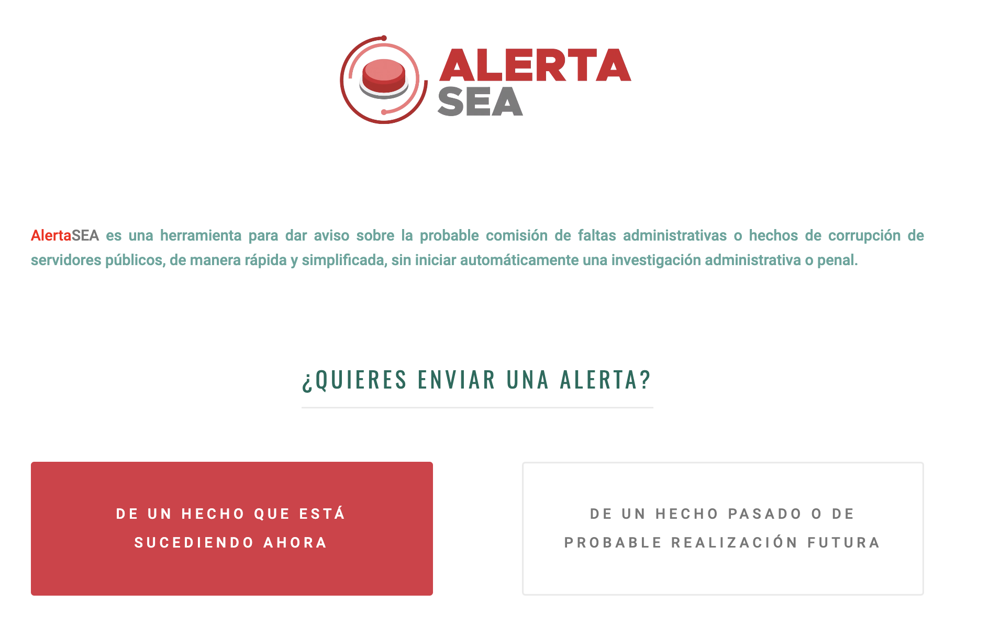 ALERTA
SEA
AlertaSEA es una herramienta para dar aviso sobre la probable comisión de faltas administrativas o hechos de corrupción de
servidores públicos, de manera rápida y simplificada, sin iniciar automáticamente una investigación administrativa o penal.
¿QUIERES ENVIAR UNA ALERTA?
DE UN HECHO QUE ESTÁ
SUCEDIENDO AHORA
DE UN HECHO PASADO O DE
PROBABLE REALIZACIÓN FUTURA